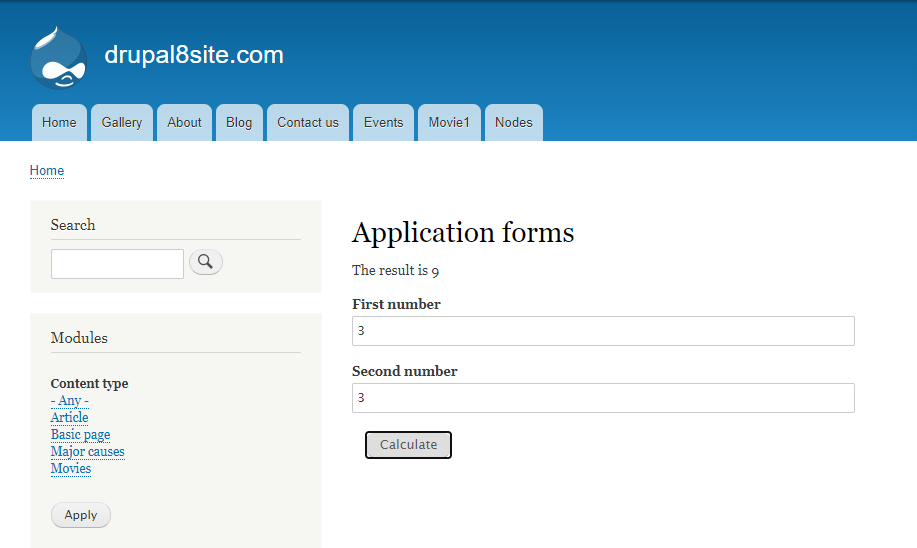 drupal8site.com
Home Gallery About Blog Contact us Events Movie1 Nodes
Home
Search
Modules
Content type
- Any -
Article
Basic page
Major causes
Movies
Apply
Application forms
The result is 9
First number
3
Second number
3
Calculate